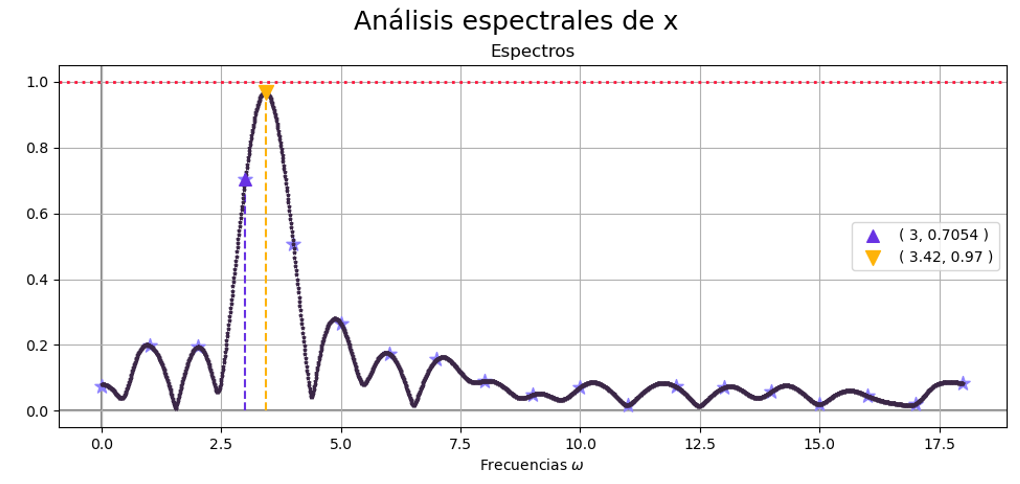 Análisis espectrales de x
Espectros
1.0
0.8
0.6
0.4
0.2
0.0
( 3, 0.7054 )
( 3.42, 0.97 )
0.0 2.5 5.0 7.5 10.0 12.5 15.0 17.5
Frecuencias ω